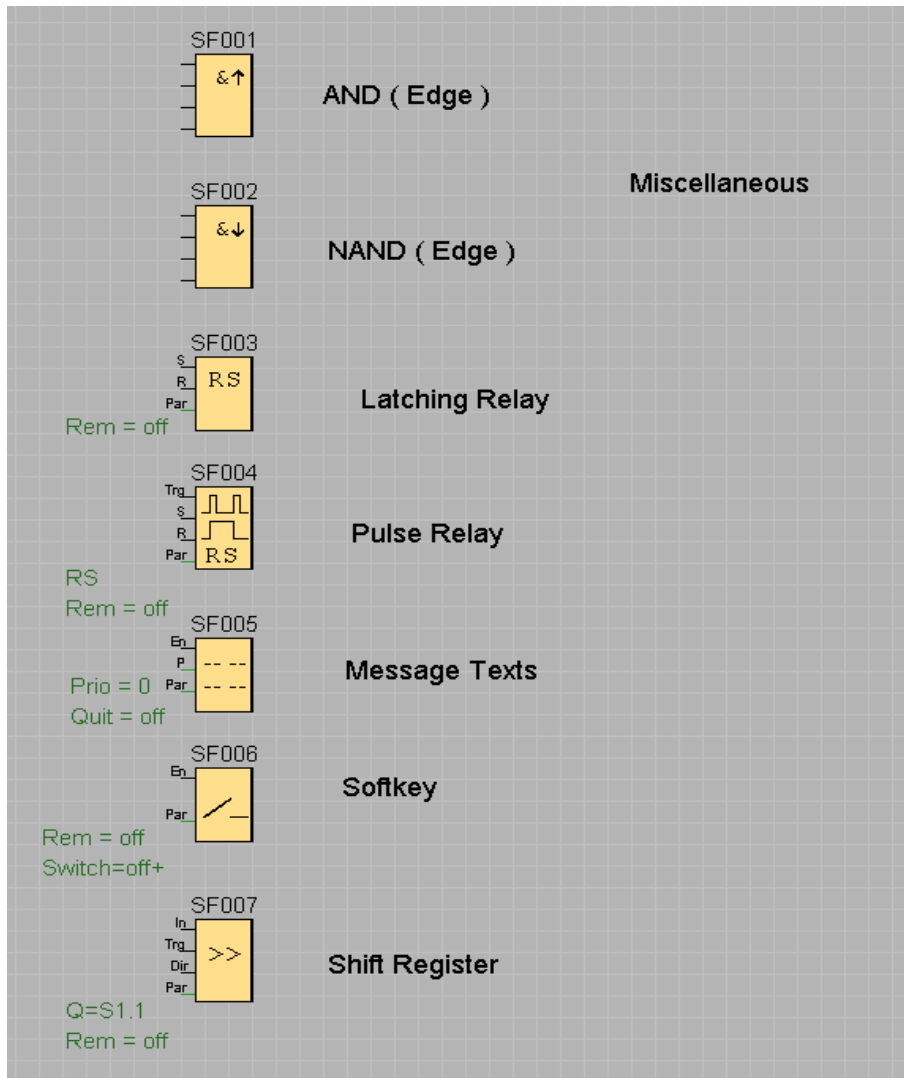 SF001
&↑
AND ( Edge )
Miscellaneous
SF002
&↓
NAND ( Edge )
SF003
S
R
RS
Par
Latching Relay
Rem = off
SF004
Trg
S
R
Par
RS
Pulse Relay
RS
Rem = off
SF005
En
P
Par
-- --
-- --
Message Texts
Prio = 0
Quit = off
SF006
En
Par
Softkey
Rem = off
Switch=off+
SF007
In
Trg
Dir
Par
>>
Shift Register
Q=S1.1
Rem = off